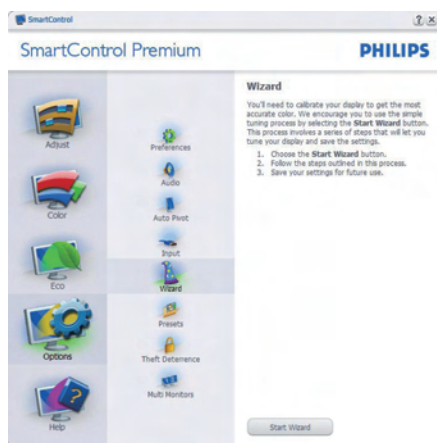 SmartControl
SmartControl Premium
PHILIPS
Adjust
Color
Eco
Options
Help
Preferences
Audio
Auto Pivot
Input
Wizard
Presets
Theft Deterrence
Multi Monitors
Wizard
You'll need to calibrate your display to get the most
accurate color. We encourage you to use the simple
tuning process by selecting the Start Wizard button.
This process involves a series of steps that will let you
tune your display and save the settings.
1. Choose the Start Wizard button.
2. Follow the steps outlined in this process.
3. Save your settings for future use.
Start Wizard